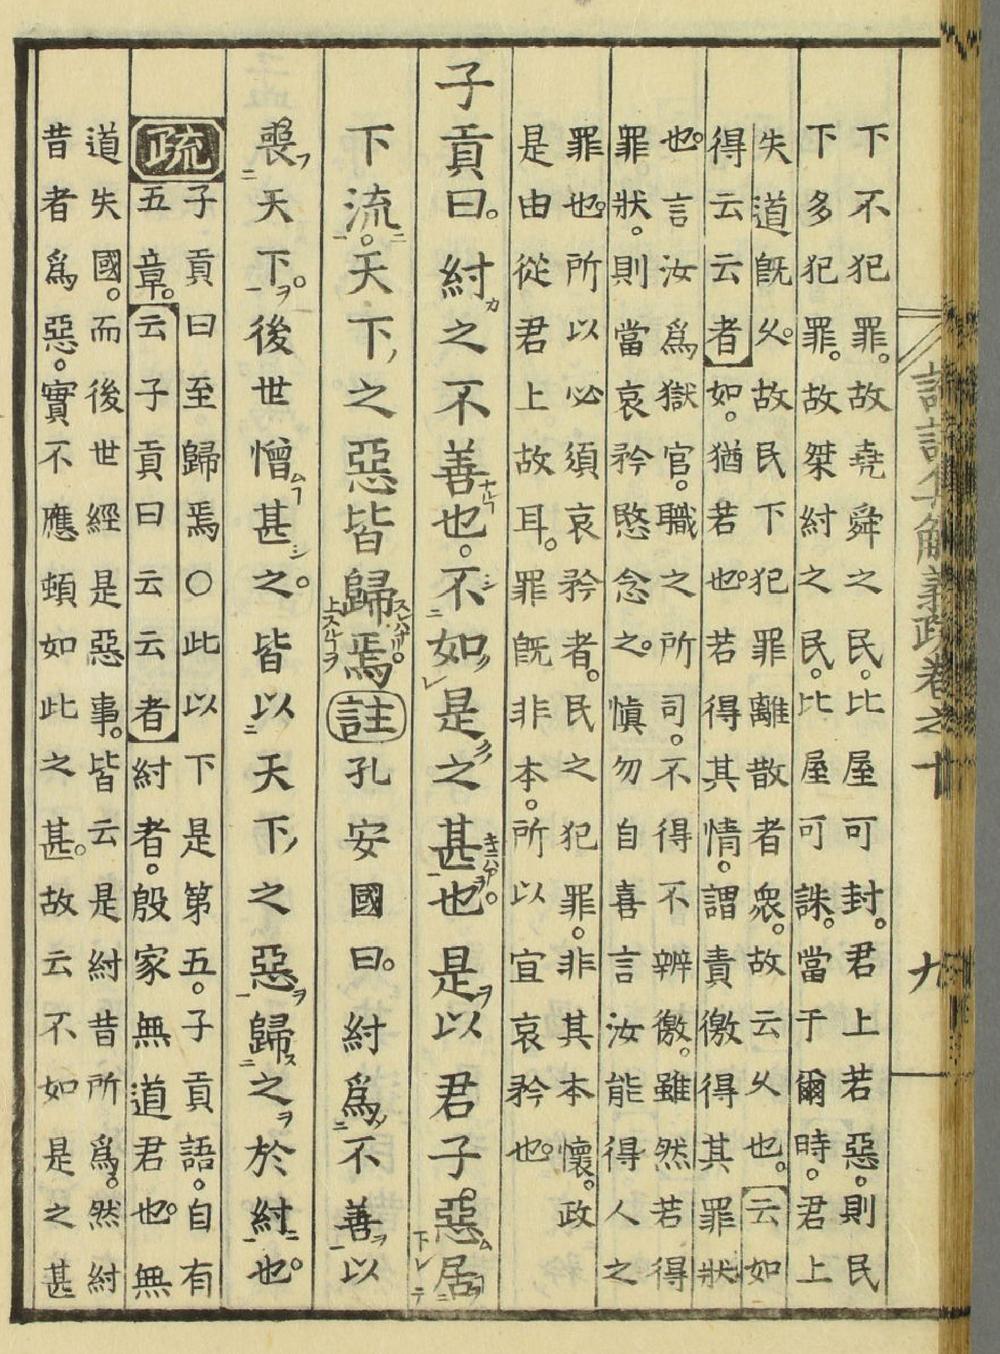 論語集解義疏卷之十
九
下不犯罪。故堯舜之民。比屋可封。君上若惡。則民
下多犯罪。故桀紂之民。比屋可誅。當于爾時。君上
失道既久。故民下犯罪離散者衆。故云久也。云如
得云云者如。猶若也。若得其情。謂責徼得其罪狀
也。言汝爲獄官。職之所司。不得不辨徼。雖然若得
罪狀。則當哀矜愍念之。愼勿自喜言汝能得人之
罪也。所以必須哀矜者。民之犯罪。非其本懷。政
是由從君上故耳。罪既非本。所以宜哀矜也。
子貢曰。紂之不善也。不如是之甚也。是以君子。惡居
下流。天下之惡皆歸焉註孔安國曰。紂爲不善以
喪天下。後世憎甚之。皆以天下之惡歸之於紂也。
疏
子貢曰至歸焉○此以下是第五。子貢語。自有
五章。云子貢曰云云者紂者。殷家無道君也。無
道失國。而後世經是惡事。皆云是紂昔所爲。然紂
昔者爲惡。實不應頓如此之甚。故云不如是之甚